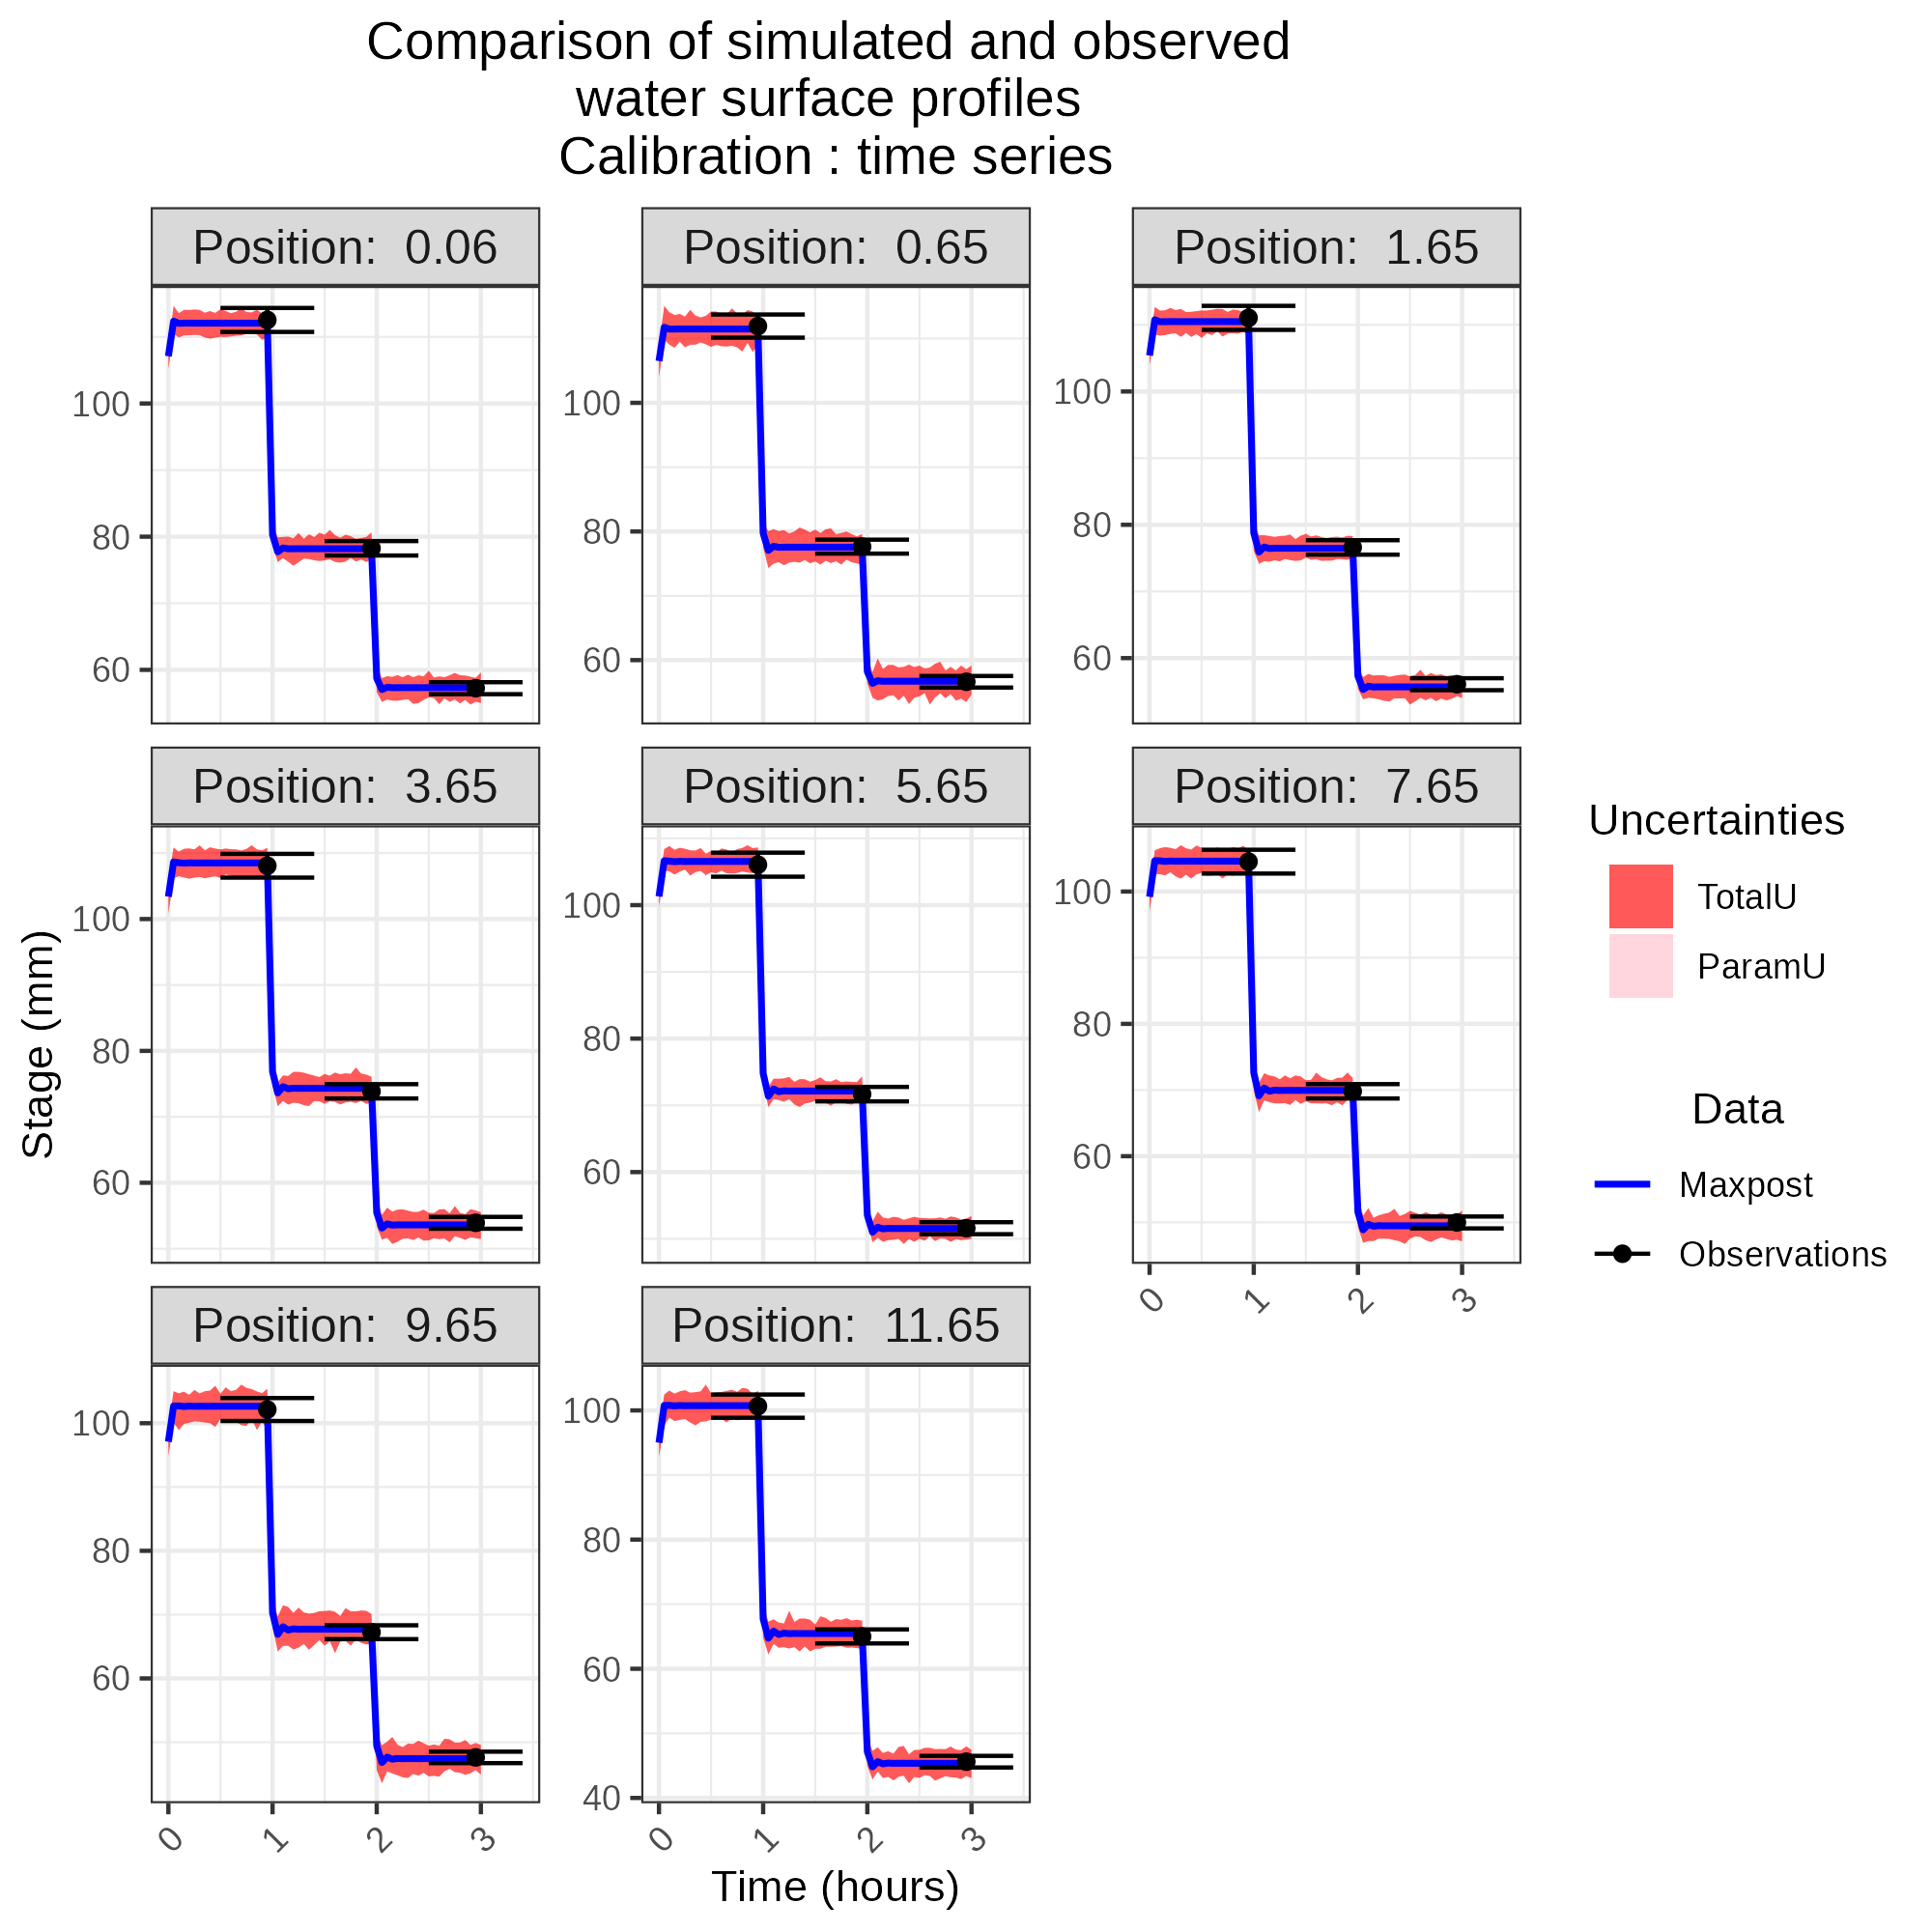 Comparison of simulated and observed
water surface profiles
Calibration : time series
Position:  0.06
Position:  0.65
Position:  1.65
100
80
60
100
80
60
100
80
60
Position:  3.65
Position:  5.65
Position:  7.65
100
80
60
100
80
60
100
80
60
0
1
2
3
Position:  9.65
Position:  11.65
100
80
60
100
80
60
40
0
1
2
3
0
1
2
3
Stage (mm)
Time (hours)
Uncertainties
TotalU
ParamU
Data
Maxpost
Observations